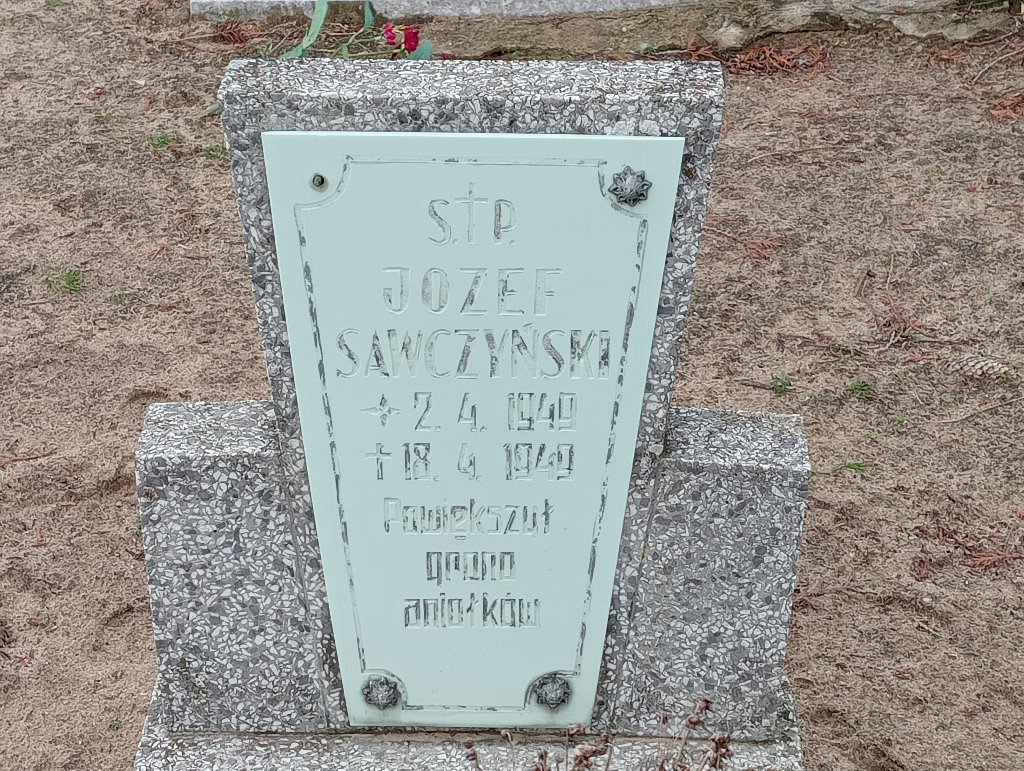 S.†P.
JOZEF
SAWCZYŃSKI
2. 4. 1949
† 18. 4. 1949
Powiększył
grono
aniołków